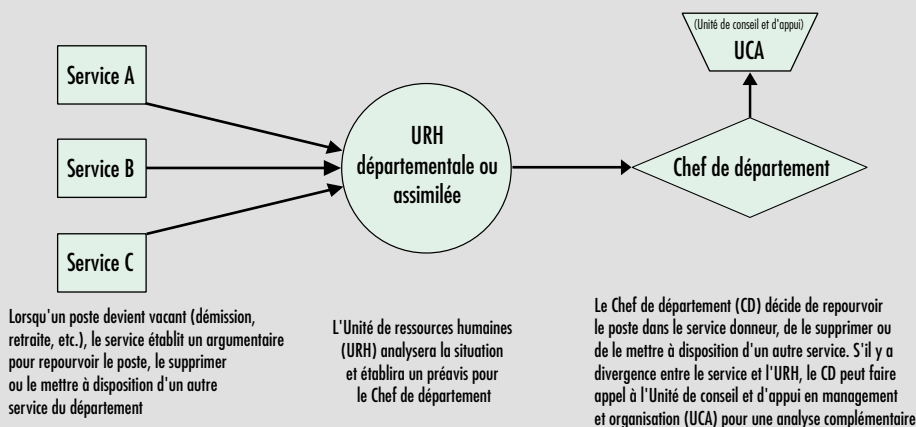 Service A
Service B
Service C
URH
départementale ou
assimilée
(Unité de conseil et d'appui)
UCA
Chef de département
Lorsqu'un poste devient vacant (démission,
retraite, etc.), le service établit un argumentaire
pour repourvoir le poste, le supprimer
ou le mettre à disposition d'un autre
service du département
L'Unité de ressources humaines
(URH) analysera la situation
et établira un préavis pour
le Chef de département
Le Chef de département (CD) décide de repourvoir
le poste dans le service donneur, de le supprimer ou
de le mettre à disposition d'un autre service. S'il y a
divergence entre le service et l'URH, le CD peut faire
appel à l'Unité de conseil et d'appui en management
et organisation (UCA) pour une analyse complémentaire